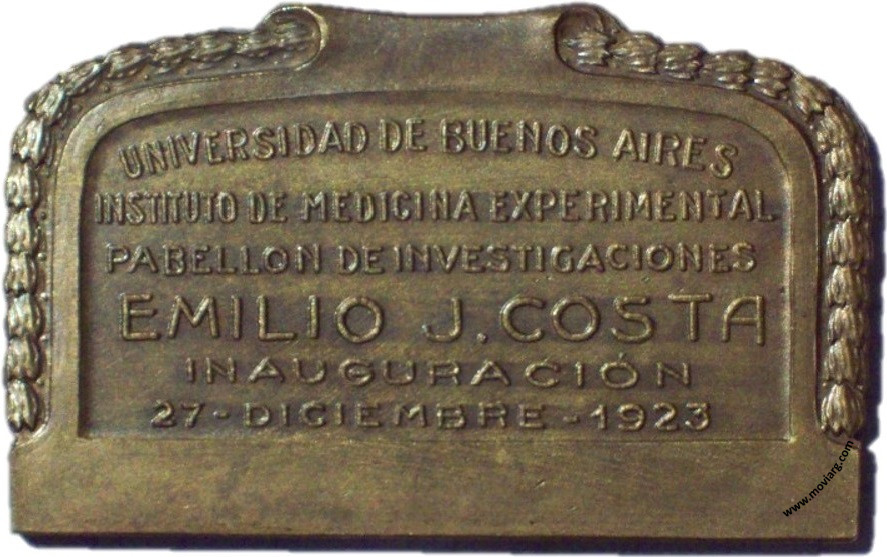 UNIVERSIDAD DE BUENOS AIRES
INSTITUTO DE MEDICINA EXPERIMENTAL
PABELLON DE INVESTIGACIONES
EMILIO J. COSTA
INAUGURACIÓN
27-DICIEMBRE-1923
www.moviarg.com